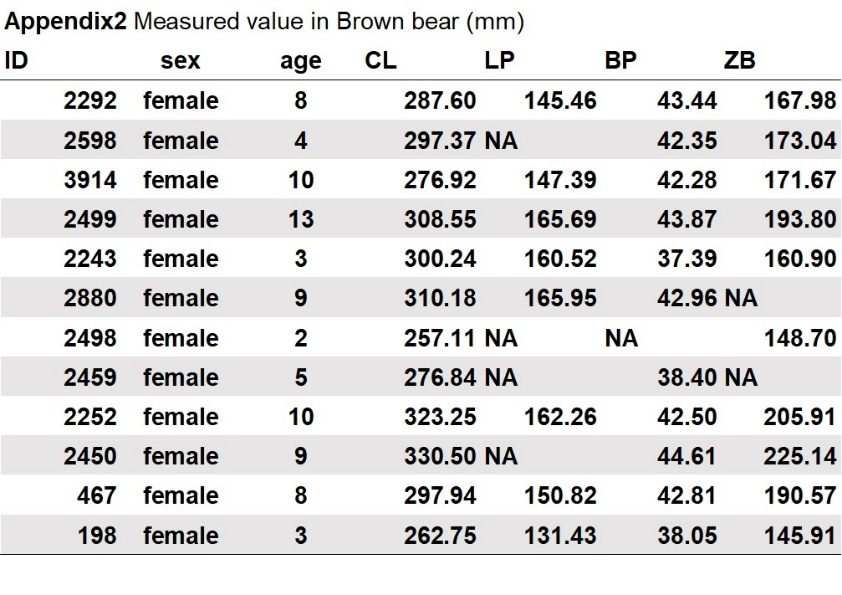 Appendix2 Measured value in Brown bear (mm)
ID sex age CL LP BP ZB
2292 female 8 287.60 145.46 43.44 167.98
2598 female 4 297.37 NA 42.35 173.04
3914 female 10 276.92 147.39 42.28 171.67
2499 female 13 308.55 165.69 43.87 193.80
2243 female 3 300.24 160.52 37.39 160.90
2880 female 9 310.18 165.95 42.96 NA
2498 female 2 257.11 NA NA 148.70
2459 female 5 276.84 NA 38.40 NA
2252 female 10 323.25 162.26 42.50 205.91
2450 female 9 330.50 NA 44.61 225.14
467 female 8 297.94 150.82 42.81 190.57
198 female 3 262.75 131.43 38.05 145.91